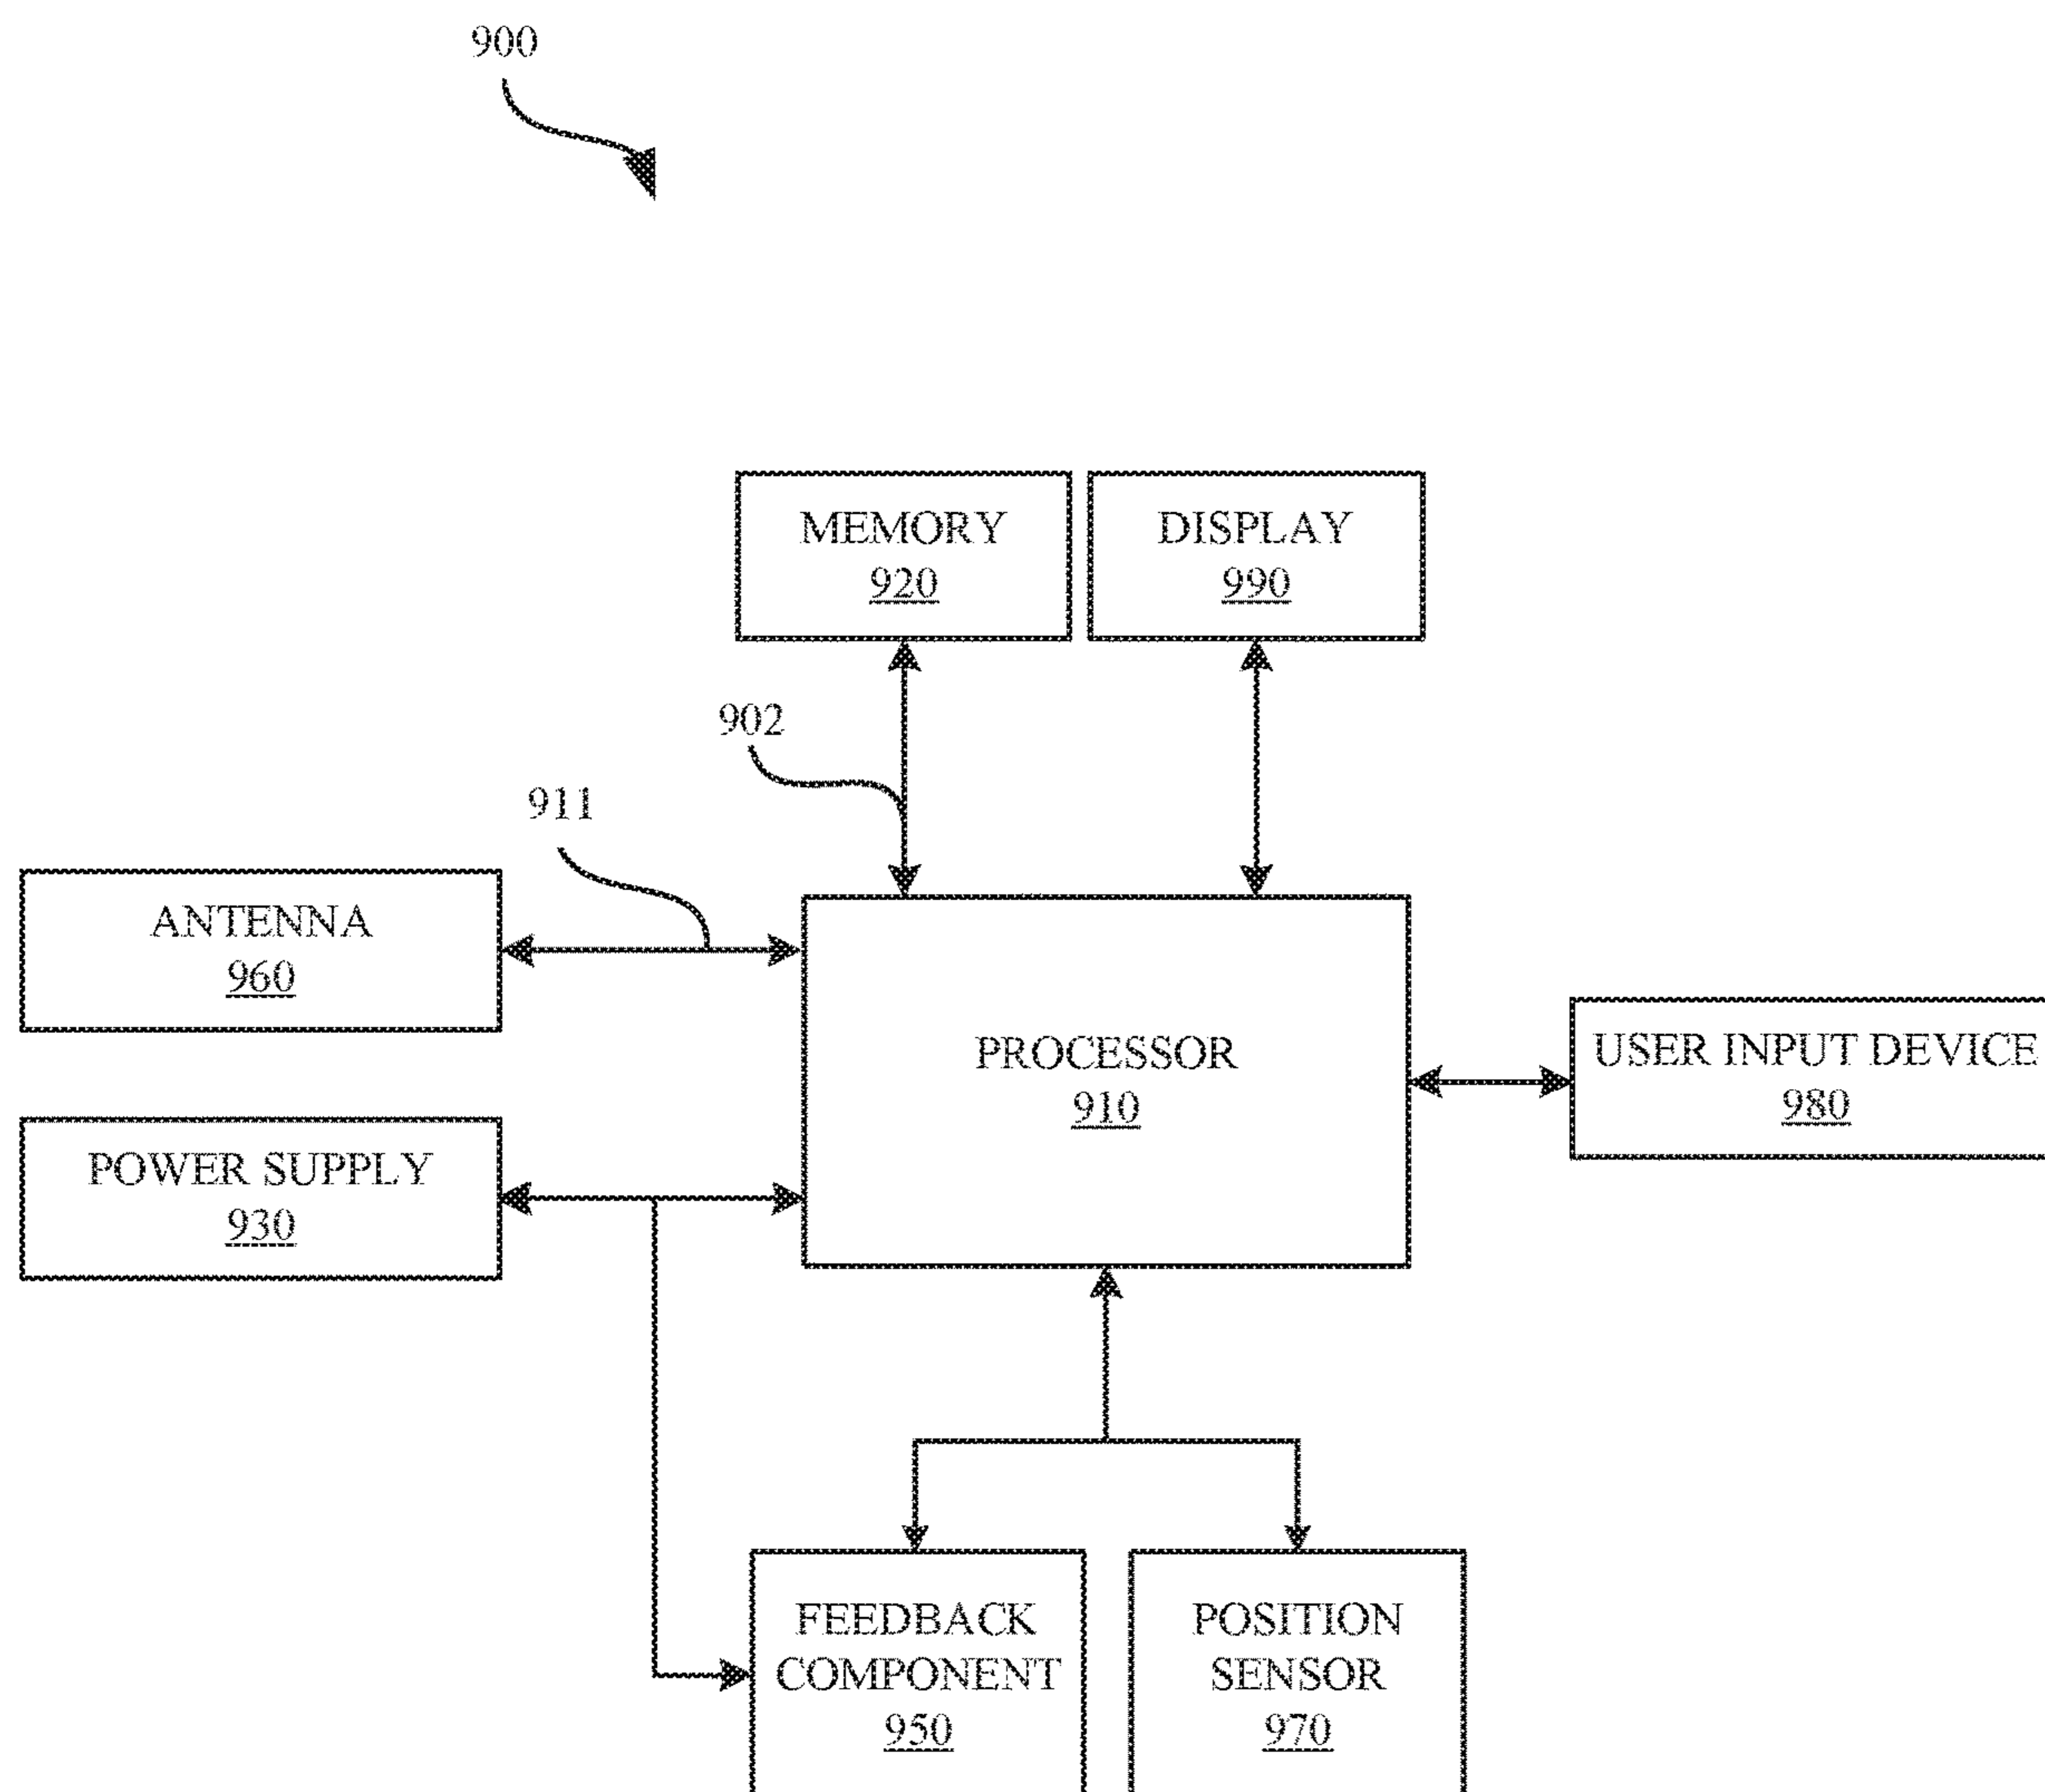 900
MEMORY
920
DISPLAY
990
902
911
ANTENNA
960
PROCESSOR
910
USER INPUT DEVICE
980
POWER SUPPLY
930
FEEDBACK
COMPONENT
950
POSITION
SENSOR
970